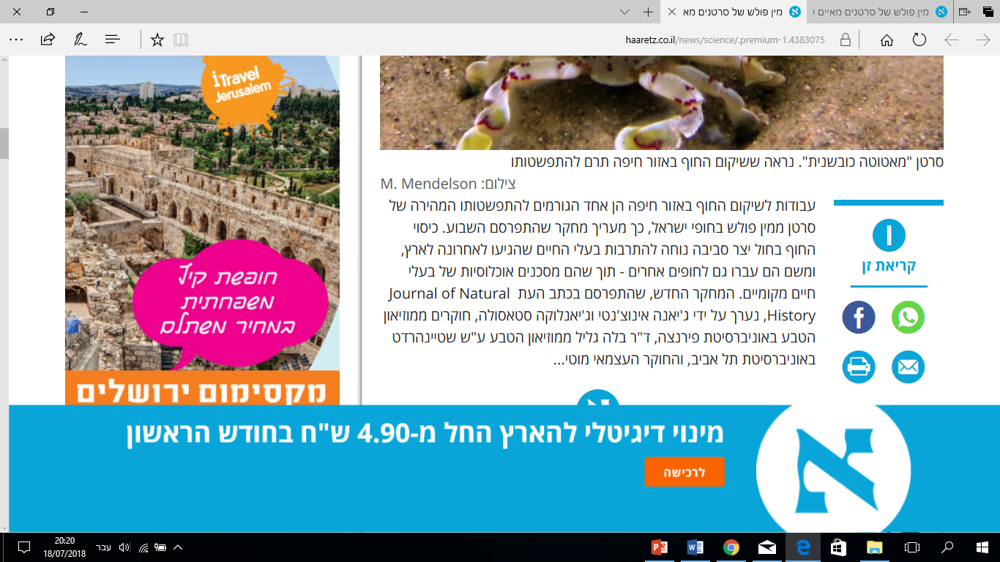 מין פולש של סרטנים מאיים ו
מין פולש של סרטנים מא
haaretz.co.il/news/science/.premium-1.4383075
iTravel
Jerusalem
חופשת קיץ
משפחתית
במחיר משתלם
מקסימום ירושלים
סרטן "מאטוטה כובשנית". נראה ששיקום החוף באזור חיפה תרם להתפשטותו
צילום: M. Mendelson
קריאת זן
עבודות לשיקום החוף באזור חיפה הן אחד הגורמים להתפשטותו המהירה של
סרטן ממין פולש בחופי ישראל, כך מעריך מחקר שהתפרסם השבוע. כיסוי
החוף בחול יצר סביבה נוחה להתרבות בעלי החיים שהגיעו לאחרונה לארץ,
ומשם הם עברו גם לחופים אחרים - תוך שהם מסכנים אוכלוסיות של בעלי
חיים מקומיים. המחקר החדש, שהתפרסם בכתב העת Journal of Natural
History, נערך על ידי ג'יאנה אינוצ'נטי וג'יאנלוקה סטאסולה, חוקרים ממוזיאון
הטבע באוניברסיטת פירנצה, ד"ר בלה גליל ממוזיאון הטבע ע"ש שטיינהרדט
באוניברסיטת תל אביב, והחוקר העצמאי מוטי...
מינוי דיגיטלי להארץ החל מ-4.90 ש"ח בחודש הראשון
לרכישה
א
עבר
20:20
18/07/2018